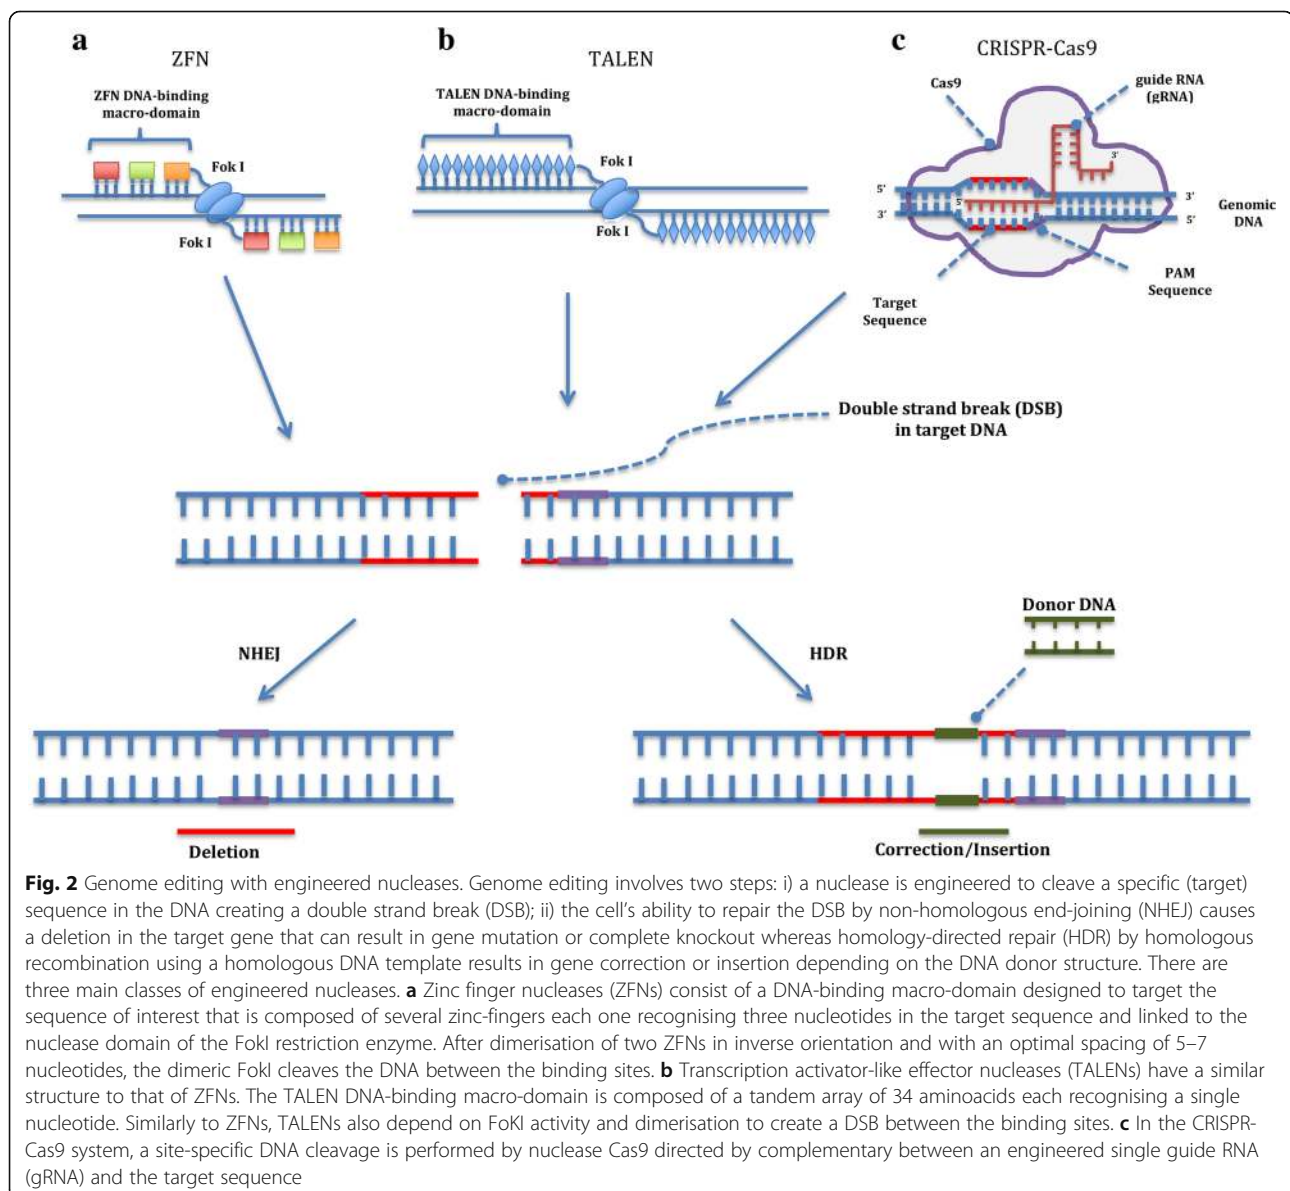 a
ZFN
ZFN DNA-binding
macro-domain
Fok I
Fok I
b
TALEN
TALEN DNA-binding
macro-domain
Fok I
Fok I
c
CRISPR-Cas9
Cas9
guide RNA
(gRNA)
3'
5'
5'
3'
3'
5'
Genomic
DNA
Target
Sequence
PAM
Sequence
Double strand break (DSB)
in target DNA
NHEJ
HDR
Donor DNA
Deletion
Correction/Insertion
Fig. 2 Genome editing with engineered nucleases. Genome editing involves two steps: i) a nuclease is engineered to cleave a specific (target)
sequence in the DNA creating a double strand break (DSB); ii) the cell's ability to repair the DSB by non-homologous end-joining (NHEJ) causes
a deletion in the target gene that can result in gene mutation or complete knockout whereas homology-directed repair (HDR) by homologous
recombination using a homologous DNA template results in gene correction or insertion depending on the DNA donor structure. There are
three main classes of engineered nucleases. a Zinc finger nucleases (ZFNs) consist of a DNA-binding macro-domain designed to target the
sequence of interest that is composed of several zinc-fingers each one recognising three nucleotides in the target sequence and linked to the
nuclease domain of the FokI restriction enzyme. After dimerisation of two ZFNs in inverse orientation and with an optimal spacing of 5–7
nucleotides, the dimeric FokI cleaves the DNA between the binding sites. b Transcription activator-like effector nucleases (TALENs) have a similar
structure to that of ZFNs. The TALEN DNA-binding macro-domain is composed of a tandem array of 34 aminoacids each recognising a single
nucleotide. Similarly to ZFNs, TALENs also depend on FoKI activity and dimerisation to create a DSB between the binding sites. c In the CRISPR-
Cas9 system, a site-specific DNA cleavage is performed by nuclease Cas9 directed by complementary between an engineered single guide RNA
(gRNA) and the target sequence